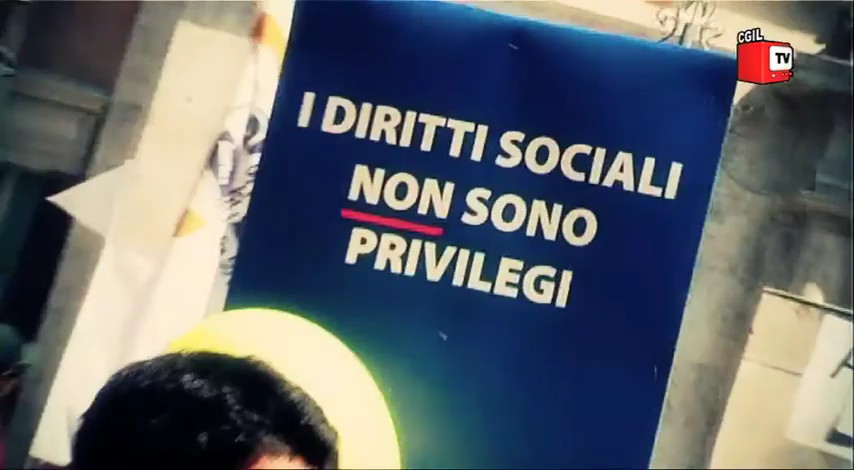 CGIL
TV
I DIRITTI SOCIALI
NON SONO
PRIVILEGI